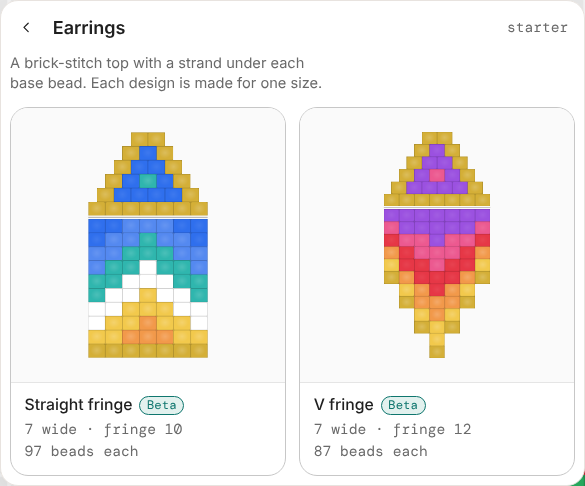 Earrings
starter
A brick-stitch top with a strand under each
base bead. Each design is made for one size.
Straight fringe Beta
7 wide · fringe 10
97 beads each
V fringe Beta
7 wide · fringe 12
87 beads each